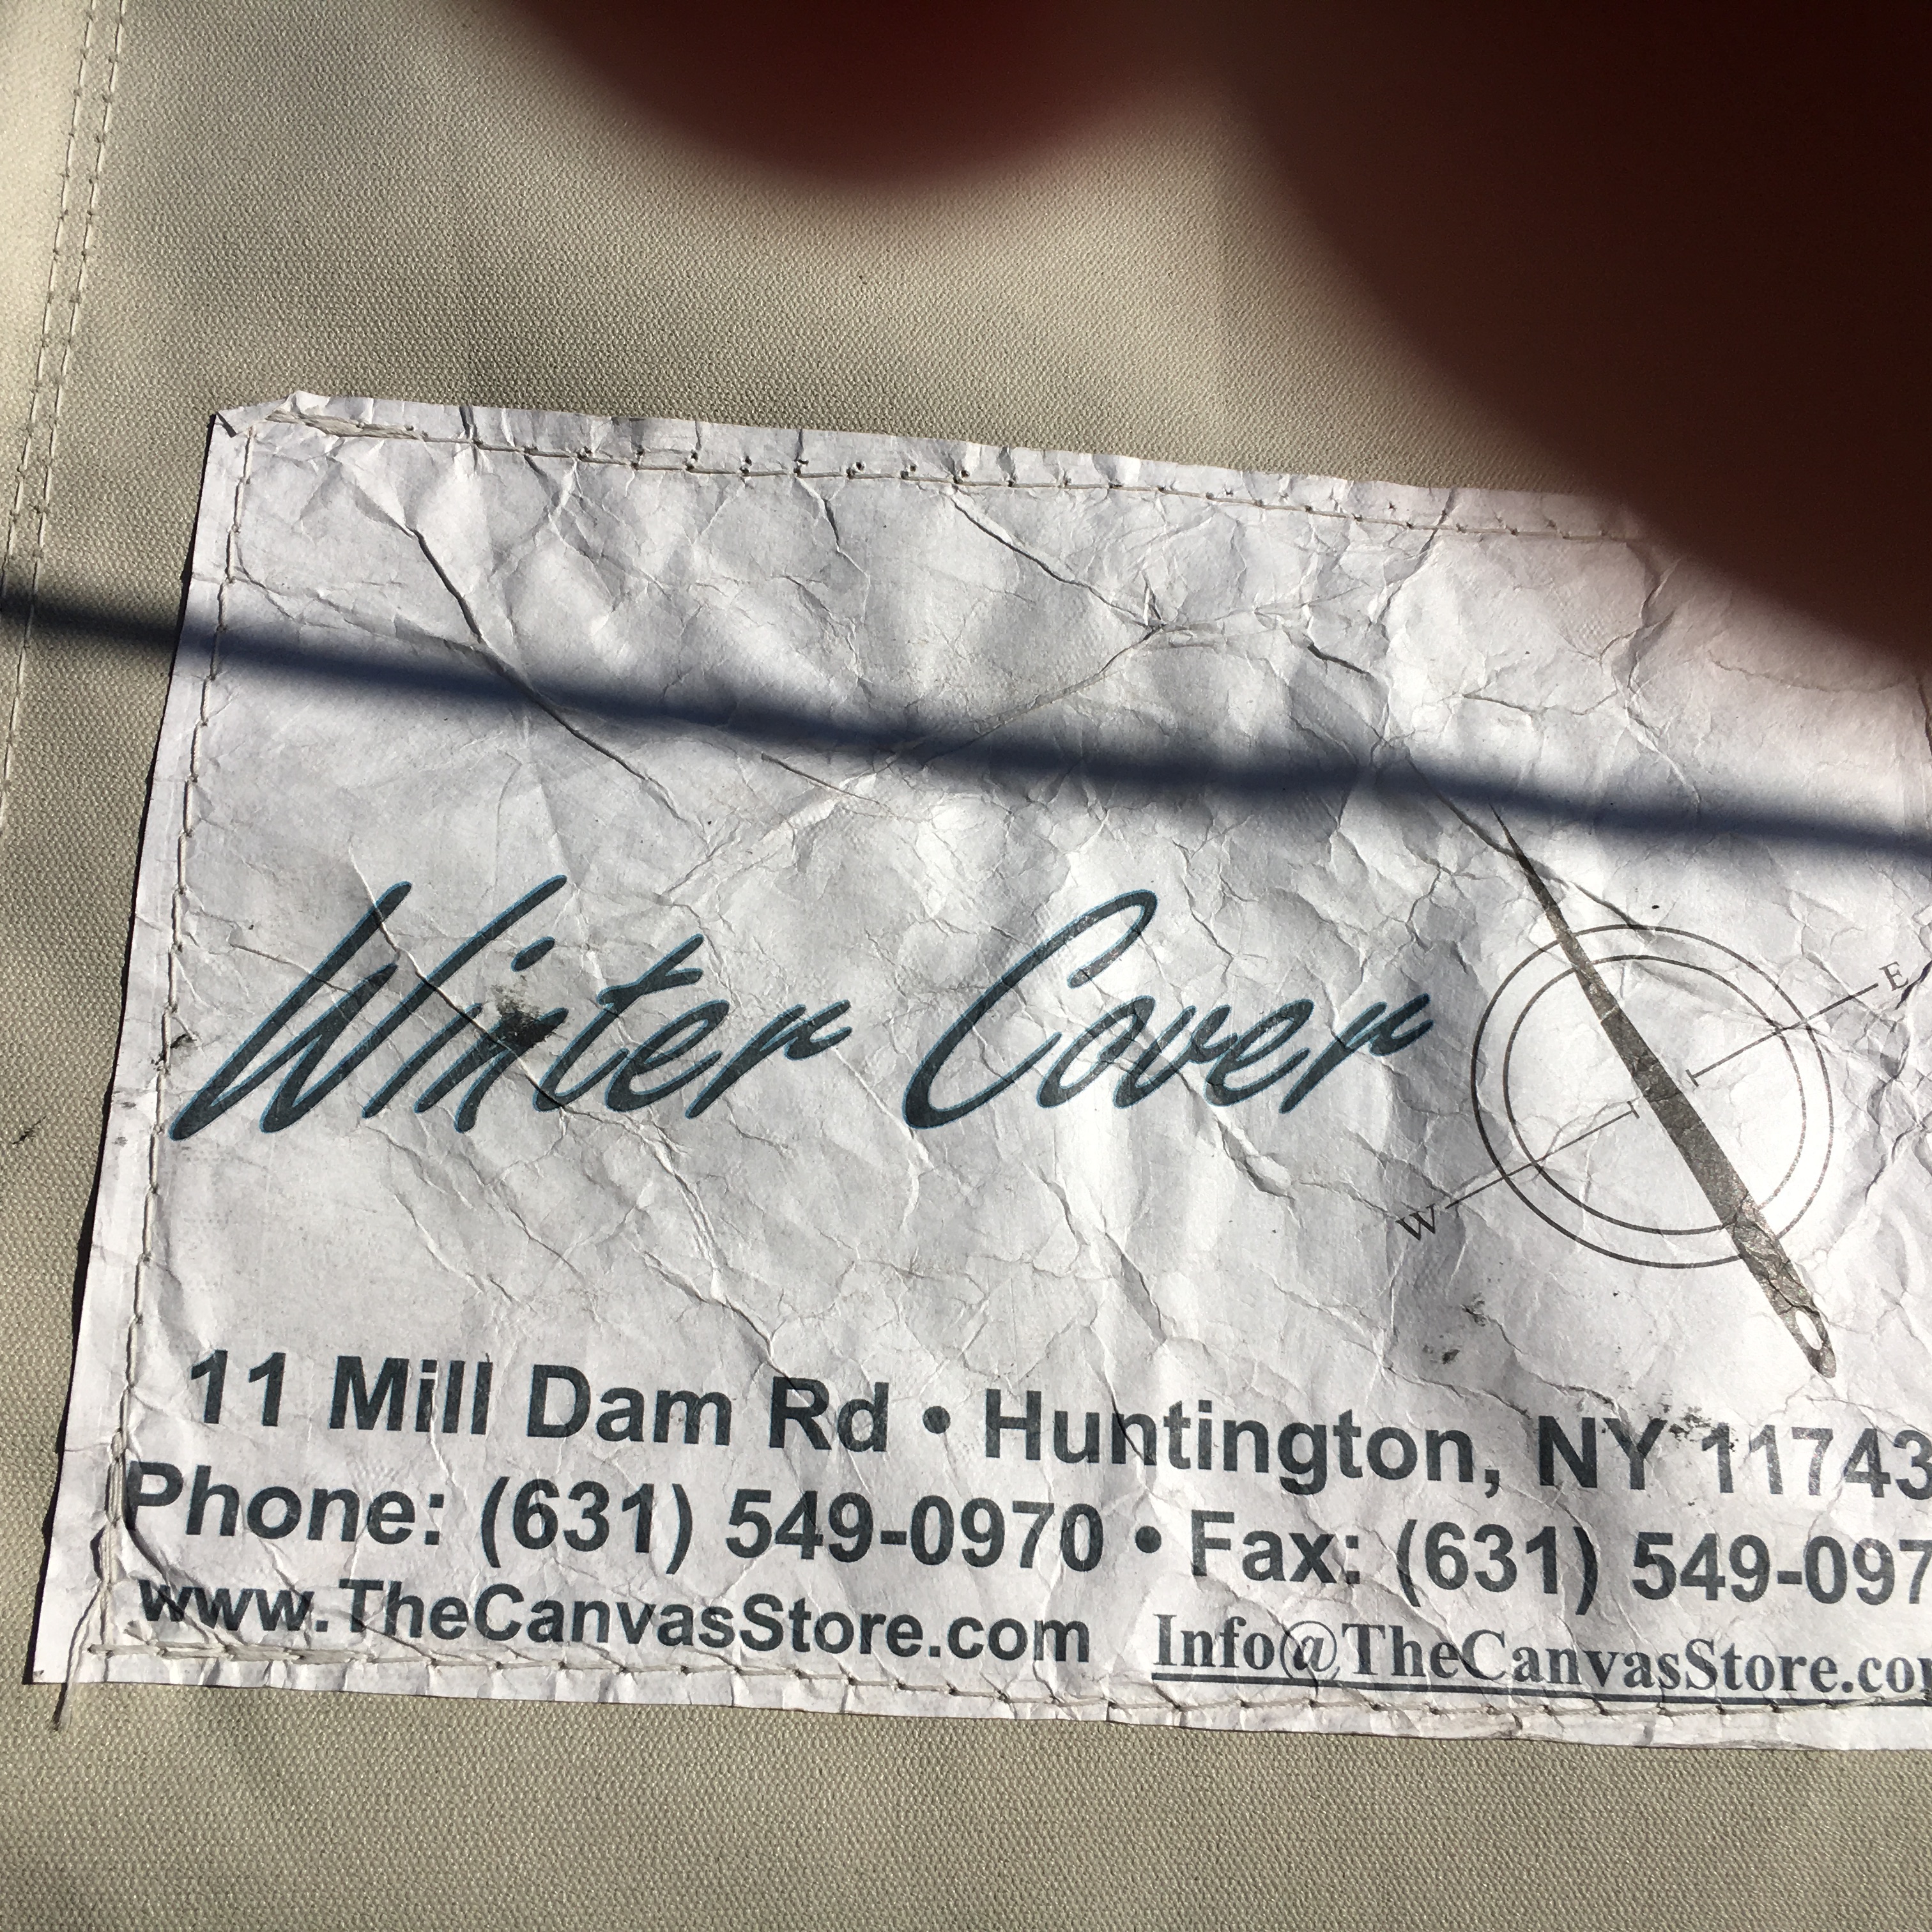 Winter Cover
E
W
11 Mill Dam Rd • Huntington, NY 11743
Phone: (631) 549-0970 • Fax: (631) 549-097
www.TheCanvasStore.com Info@TheCanvasStore.co